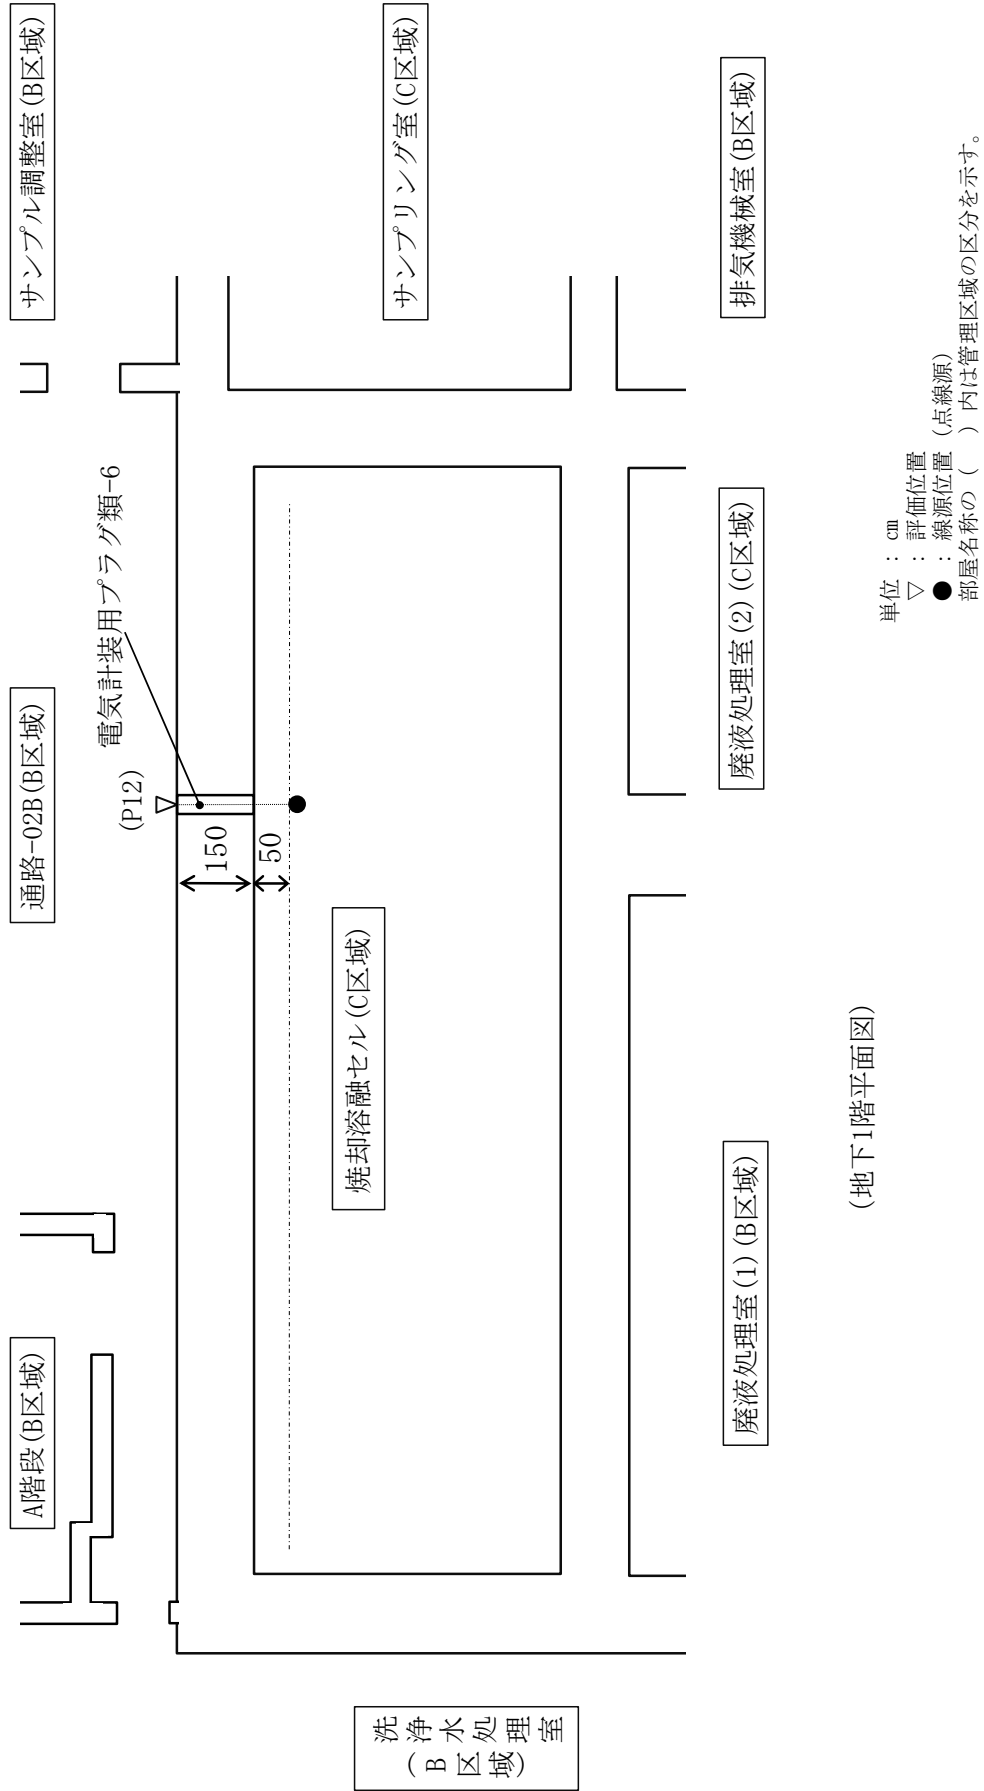 A階段(B区域)
通路-02B(B区域)
サンプル調整室(B区域)
(P12)
電気計装用プラグ類-6
150
50
洗浄水処理室
(B区域)
焼却溶融セル(C区域)
サンプリング室(C区域)
廃液処理室(1)(B区域)
廃液処理室(2)(C区域)
排気機械室(B区域)
(地下1階平面図)
単位 : cm
▽ : 評価位置
● : 線源位置 (点線源)
部屋名称の ( ) 内は管理区域の区分を示す。